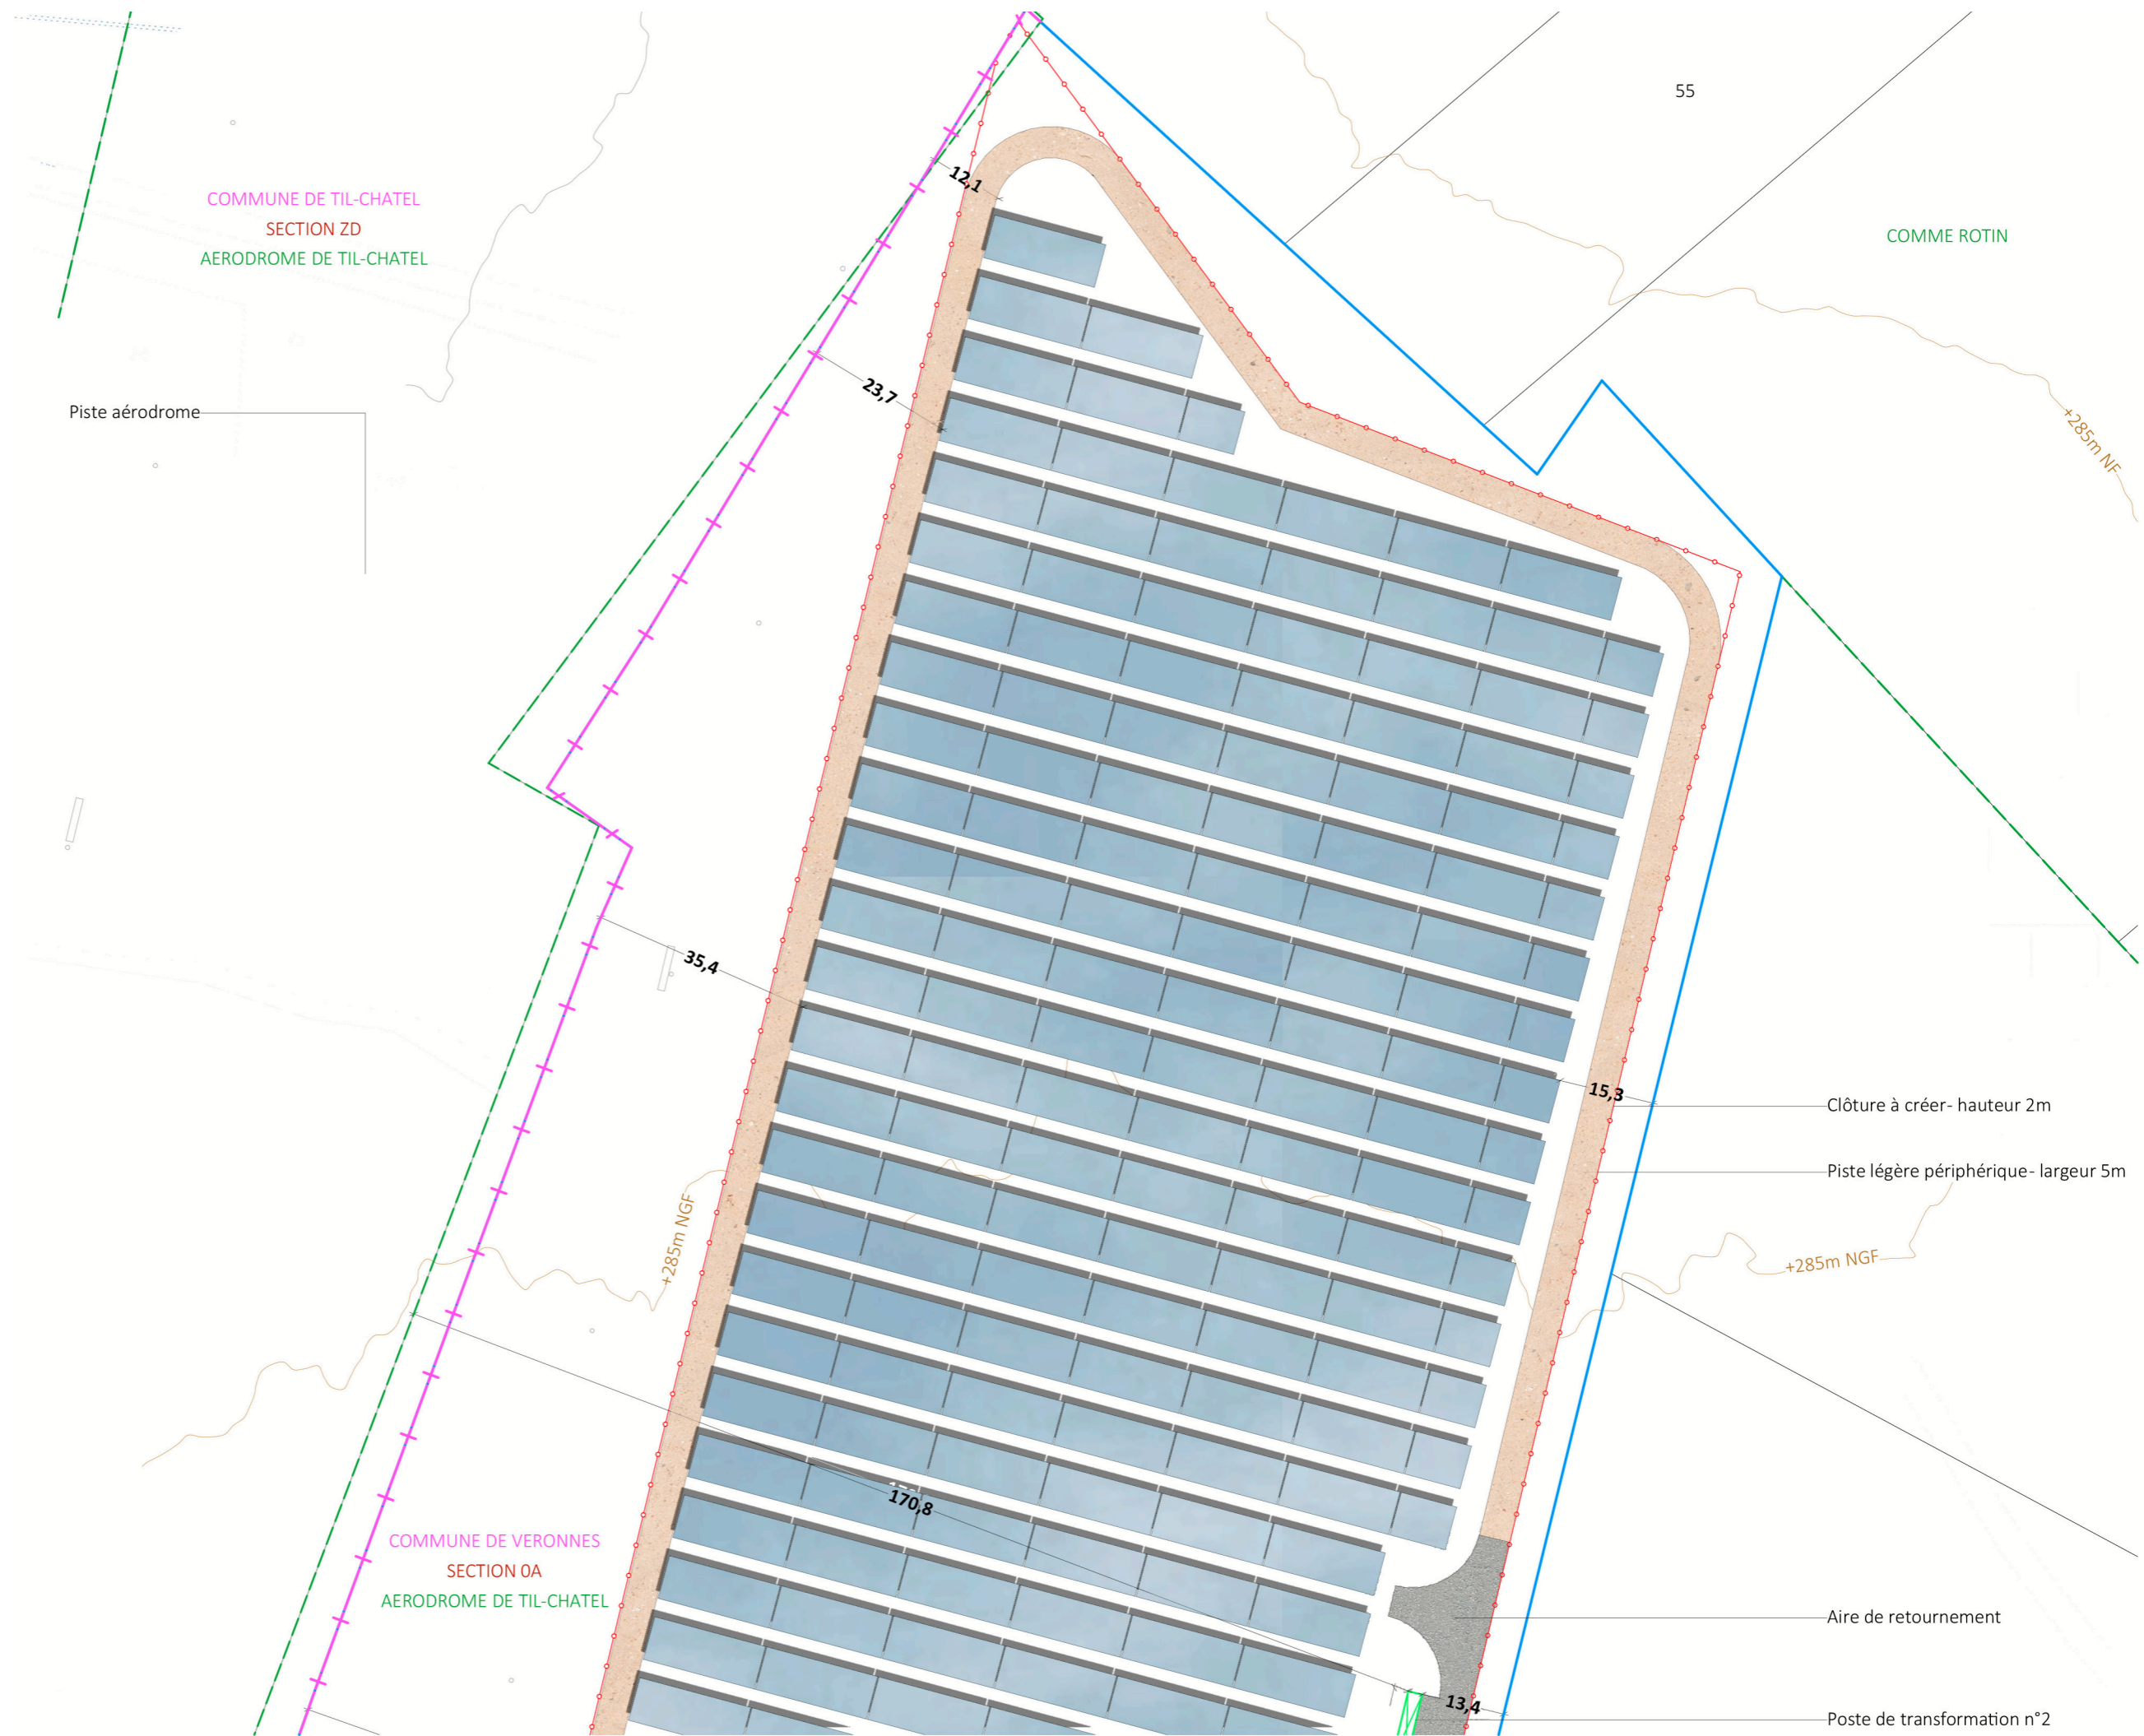 55
12,1
COMMUNE DE TIL-CHATEL
SECTION ZD
AERODROME DE TIL-CHATEL
COMME ROTIN
23,7
Piste aérodrome
+285m NF
35,4
15,3
Clôture à créer- hauteur 2m
Piste légère périphérique- largeur 5m
+285m NGF
+285m NGF
170,8
COMMUNE DE VERONNES
SECTION 0A
AERODROME DE TIL-CHATEL
Aire de retournement
13,4
Poste de transformation n°2